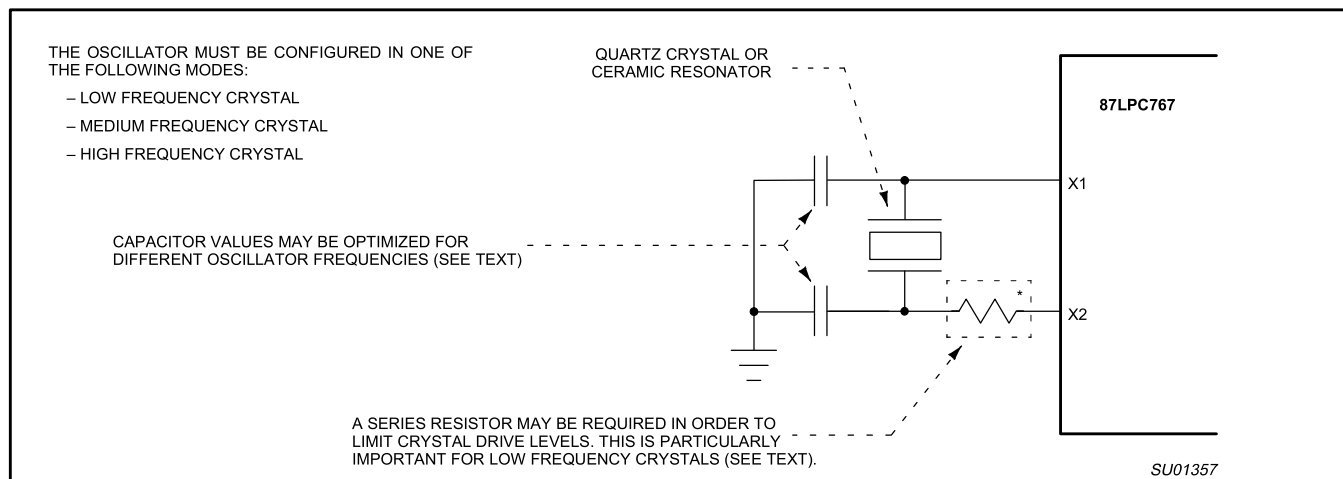 THE OSCILLATOR MUST BE CONFIGURED IN ONE OF
THE FOLLOWING MODES:
– LOW FREQUENCY CRYSTAL
– MEDIUM FREQUENCY CRYSTAL
– HIGH FREQUENCY CRYSTAL
QUARTZ CRYSTAL OR
CERAMIC RESONATOR
87LPC767
X1
CAPACITOR VALUES MAY BE OPTIMIZED FOR
DIFFERENT OSCILLATOR FREQUENCIES (SEE TEXT)
*
X2
A SERIES RESISTOR MAY BE REQUIRED IN ORDER TO
LIMIT CRYSTAL DRIVE LEVELS. THIS IS PARTICULARLY
IMPORTANT FOR LOW FREQUENCY CRYSTALS (SEE TEXT).
SU01357